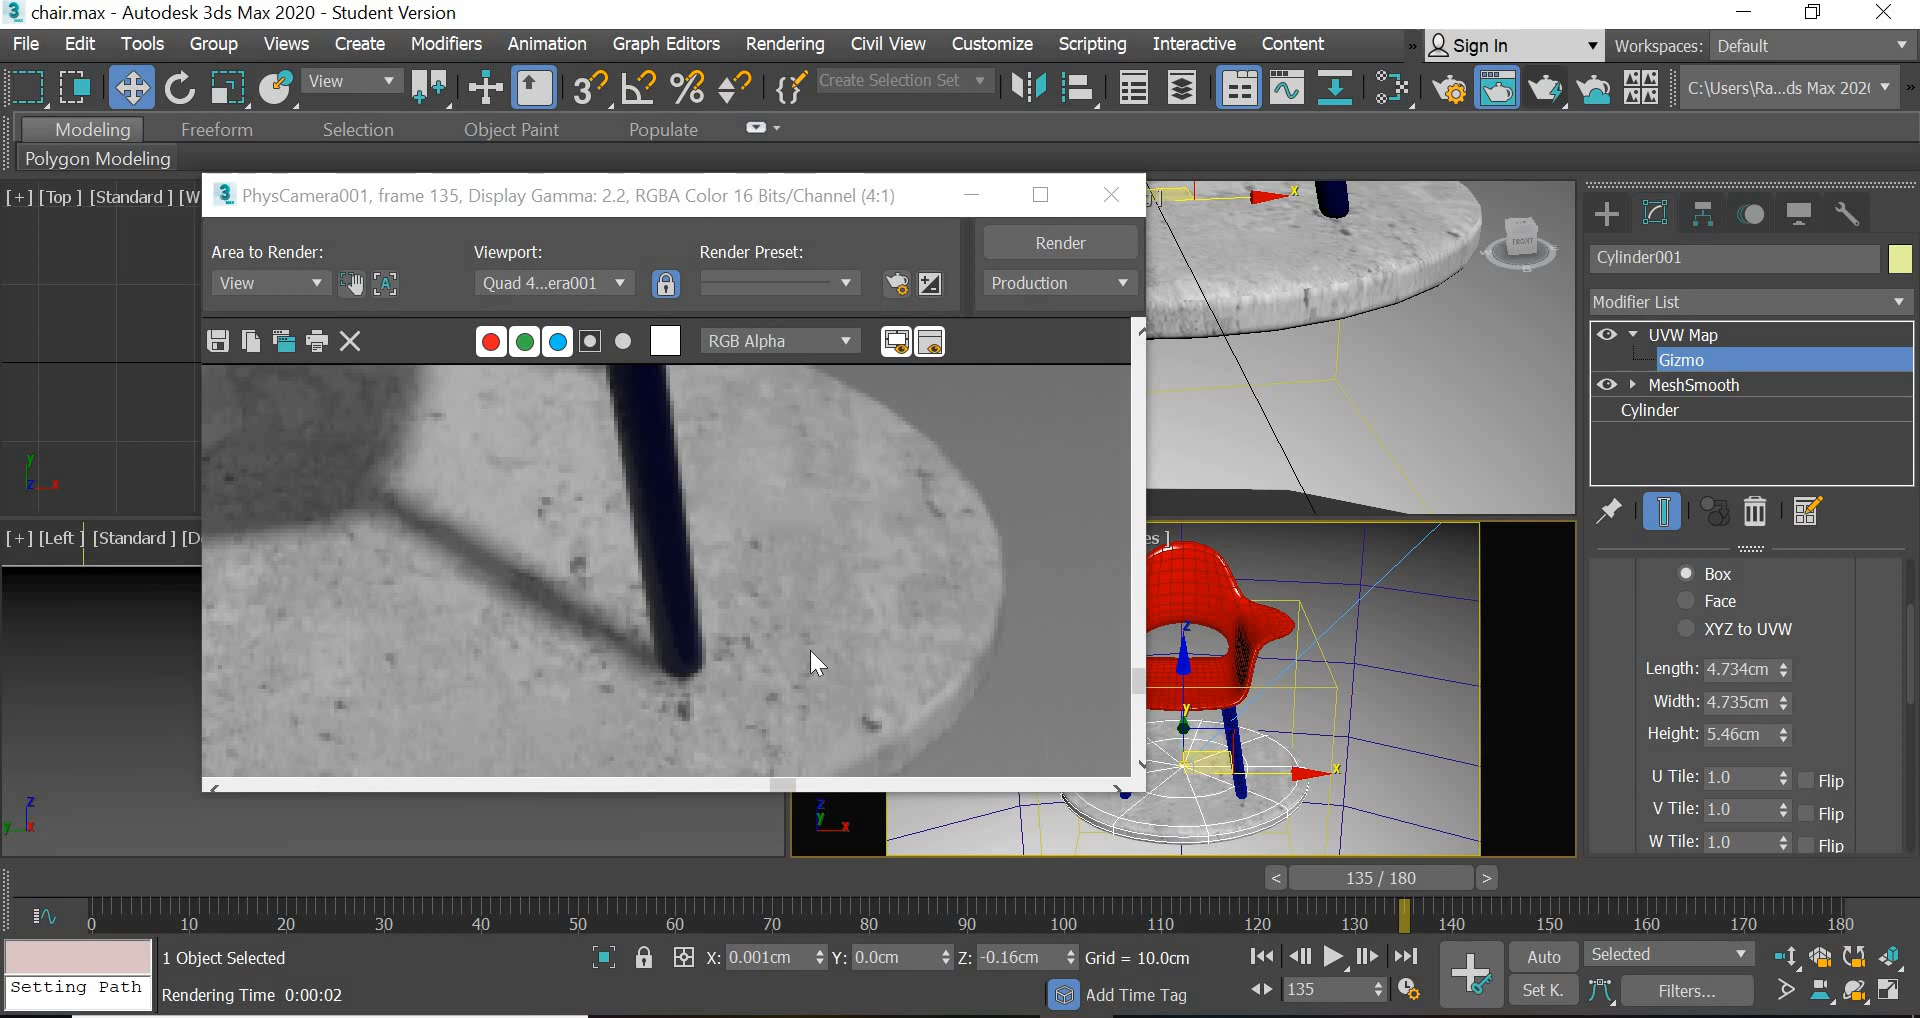 chair.max - Autodesk 3ds Max 2020 - Student Version
File Edit Tools Group Views Create Modifiers Animation Graph Editors Rendering Civil View Customize Scripting Interactive Content
Sign In Workspaces: Default
View Create Selection Set C:\Users\Ra...ds Max 202
Modeling Freeform Selection Object Paint Populate
Polygon Modeling
[+] [Top ] [Standard ] [W
PhysCamera001, frame 135, Display Gamma: 2.2, RGBA Color 16 Bits/Channel (4:1)
Area to Render: Viewport: Render Preset: Render
View Quad 4...era001 Production
RGB Alpha
x
FRONT
Cylinder001
Modifier List
UVW Map
Gizmo
MeshSmooth
Cylinder
y
z x
[+] [Left ] [Standard ] [D
es ]
Box
Face
XYZ to UVW
Length: 4.734cm
Width: 4.735cm
Height: 5.46cm
U Tile: 1.0 Flip
V Tile: 1.0 Flip
W Tile: 1.0 Flip
z
y
x
z
y x
z
y x
135 / 180
0 10 20 30 40 50 60 70 80 90 100 110 120 130 140 150 160 170 180
1 Object Selected X: 0.001cm Y: 0.0cm Z: -0.16cm Grid = 10.0cm Auto Selected
Setting Path Rendering Time 0:00:02 Add Time Tag 135 Set K. Filters...